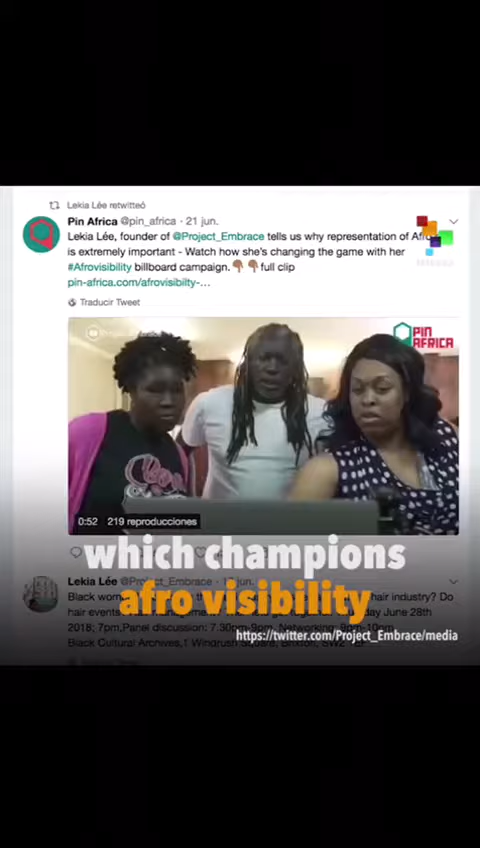 Lekia Lée retwitteó
Pin Africa @pin_africa · 21 jun.
Lekia Lée, founder of @Project_Embrace tells us why representation of
is extremely important - Watch how she's changing the game with her
#Afrovisibility billboard campaign. full clip
pin-africa.com/afrovisibilty-...
Traducir Tweet
PIN
AFRICA
0:52 219 reproducciones
which champions
afro visibility
Lekia Lée @Project_Embrace
Black hair industry? Do
hair events June 28th
https://twitter.com/Project_Embrace/media
2018; 7pm,Panel discussion: 7.30pm-9pm, Networking: 9pm-10pm
Black Cultural Archives,1 Windrush Square, Brixton, SW2 1EF